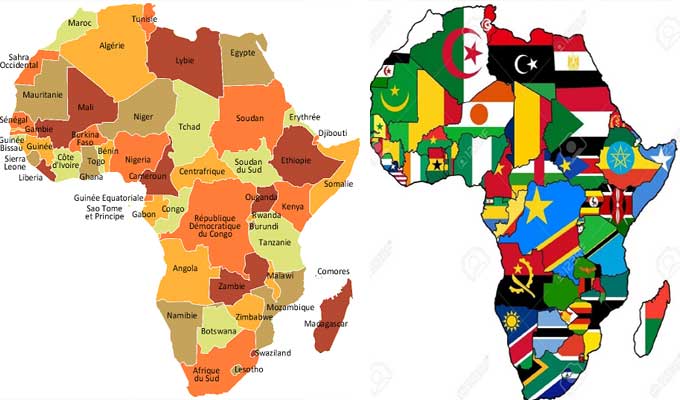 Maroc
Tunisie
Algérie
Lybie
Egypte
Sahra
Occidental
Mauritanie
Mali
Niger
Tchad
Soudan
Erythrée
Djibouti
Sénégal
Gambie
Guinée
Bissau
Guinée
Burkina
Faso
Sierra
Leone
Liberia
Côte
d'Ivoire
Ghana
Togo
Bénin
Nigeria
Cameroun
Centrafrique
Soudan
du Sud
Ethiopie
Somalie
Guinée Equatoriale
Sao Tome
et Principe
Gabon
Congo
République
Démocratique
du Congo
Ouganda
Kenya
Rwanda
Burundi
Tanzanie
Comores
Angola
Zambie
Malawi
Mozambique
Madagascar
Namibie
Zimbabwe
Botswana
Swaziland
Lesotho
Afrique
du Sud
123RF